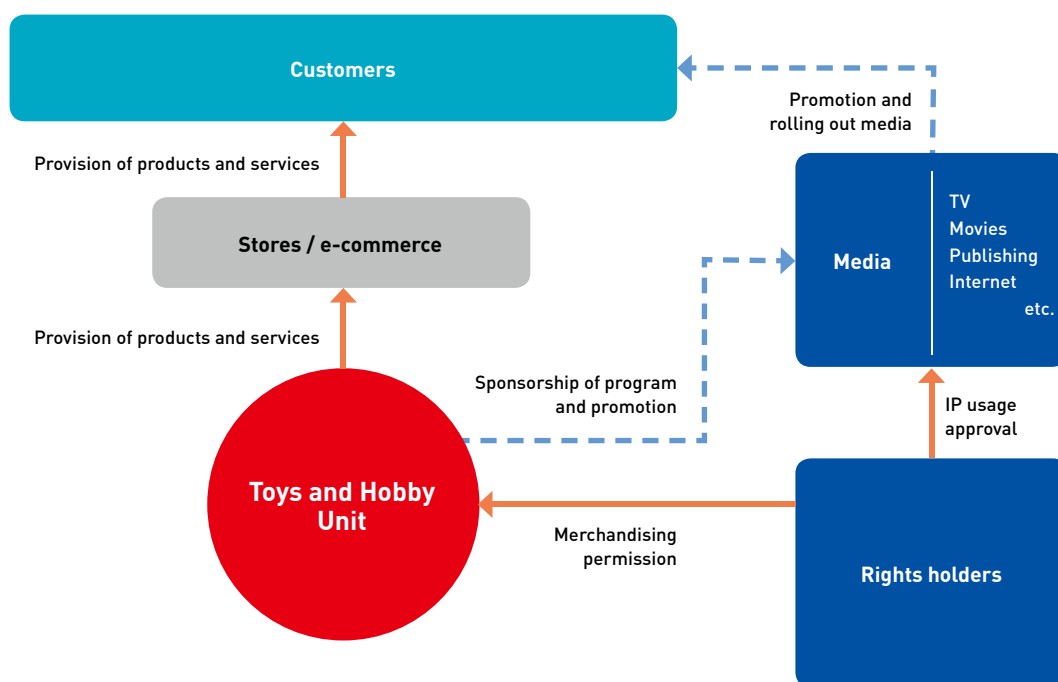 Customers
Promotion and
rolling out media
Provision of products and services
Stores / e-commerce
Media
TV
Movies
Publishing
Internet
etc.
Provision of products and services
Sponsorship of program
and promotion
IP usage
approval
Toys and Hobby
Unit
Merchandising
permission
Rights holders